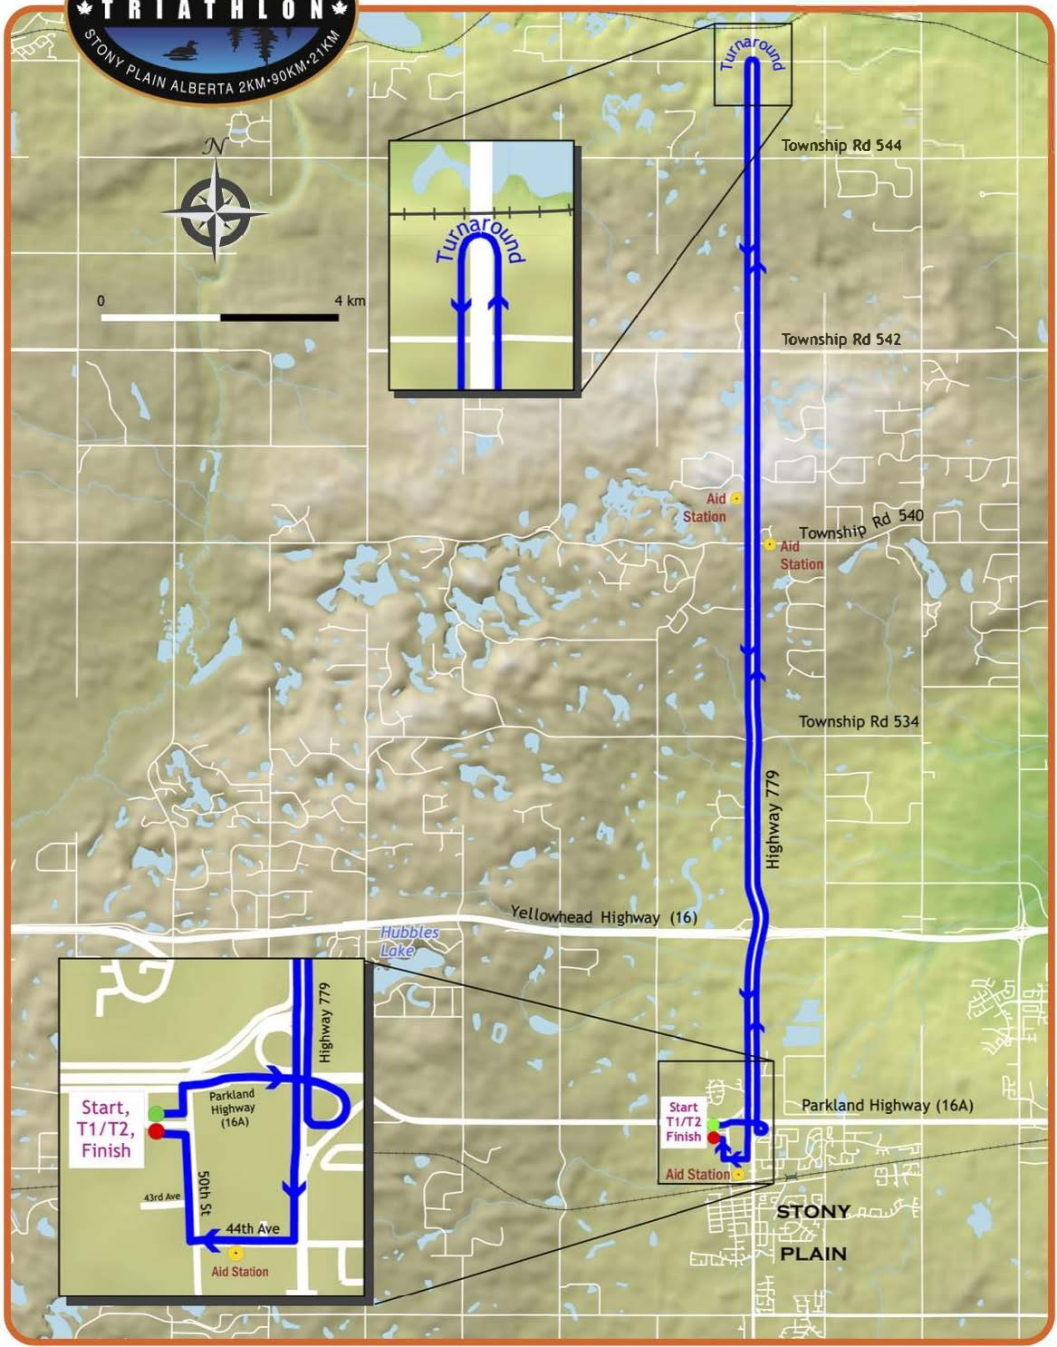 TRIATHLON
STONY PLAIN ALBERTA 2KM•90KM•21KM
N
0
4 km
Turnaround
Turnaround
Township Rd 544
Township Rd 542
Aid
Station
Township Rd 540
Aid
Station
Township Rd 534
Highway 779
Yellowhead Highway (16)
Hubbles
Lake
Highway 779
Parkland
Highway
(16A)
Start,
T1/T2,
Finish
50th St
43rd Ave
44th Ave
Aid Station
Start
T1/T2
Finish
Parkland Highway (16A)
Aid Station
STONY
PLAIN